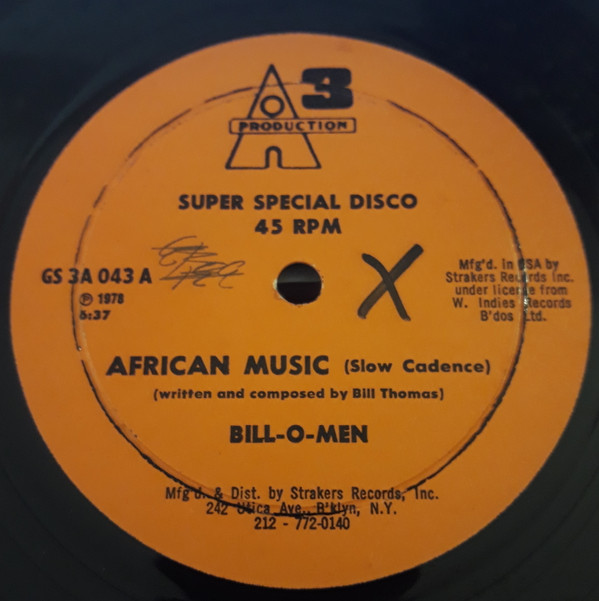 A 3
PRODUCTION
SUPER SPECIAL DISCO
45 RPM
GS 3A 043 A
℗ 1978
5:37
X
Mfg'd. in USA by
Strakers Records Inc.
under license from
W. Indies Records
B'dos Ltd.
AFRICAN MUSIC (Slow Cadence)
(written and composed by Bill Thomas)
BILL-O-MEN
Mfg'd. & Dist. by Strakers Records, Inc.
242 Utica Ave., B'klyn, N.Y.
212 - 772-0140